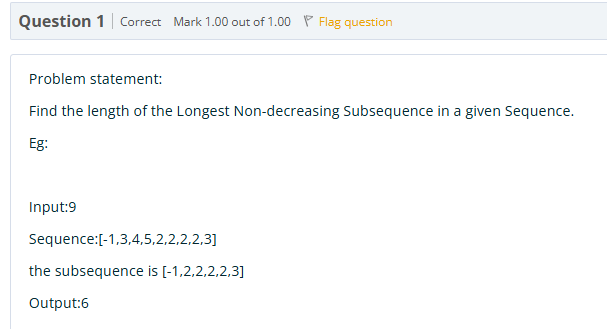 Question 1 Correct Mark 1.00 out of 1.00 Flag question
Problem statement:
Find the length of the Longest Non-decreasing Subsequence in a given Sequence.
Eg:
Input:9
Sequence:[-1,3,4,5,2,2,2,2,3]
the subsequence is [-1,2,2,2,2,3]
Output:6